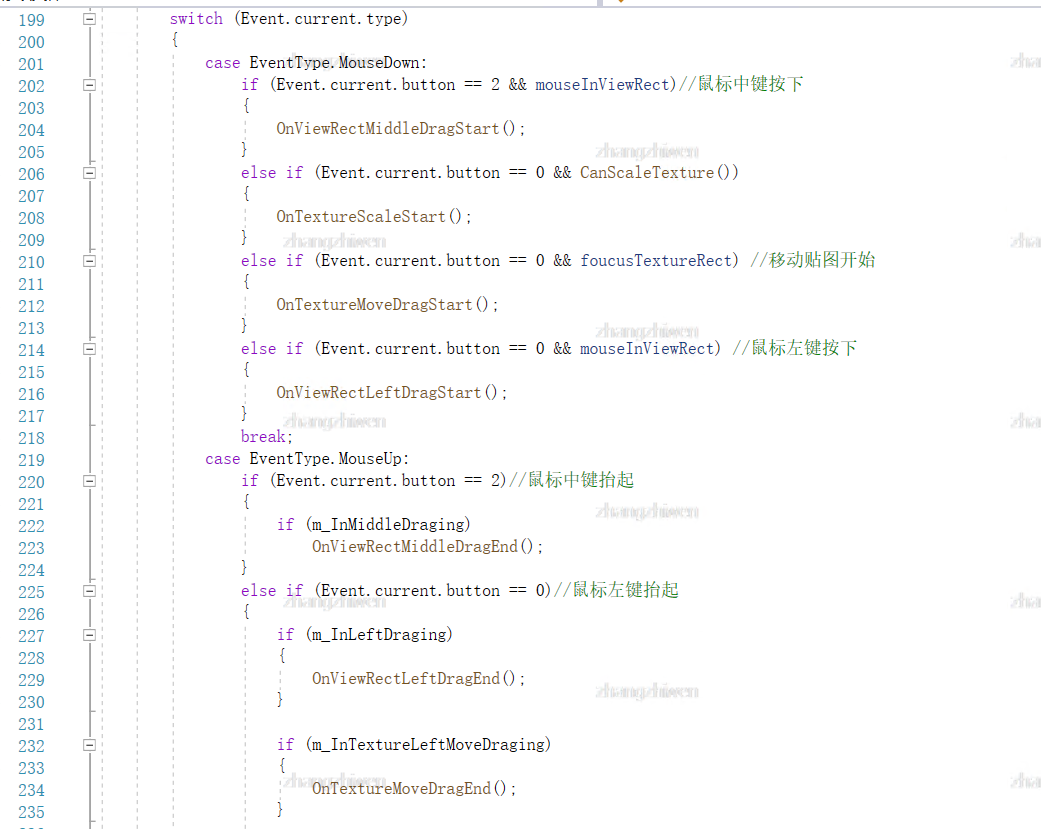 199 switch (Event.current.type)
200 {
201 case EventType.MouseDown:
202 if (Event.current.button == 2 && mouseInViewRect)//鼠标中键按下
203 {
204 OnViewRectMiddleDragStart();
205 }
206 else if (Event.current.button == 0 && CanScaleTexture())
207 {
208 OnTextureScaleStart();
209 }
210 else if (Event.current.button == 0 && foucusTextureRect) //移动贴图开始
211 {
212 OnTextureMoveDragStart();
213 }
214 else if (Event.current.button == 0 && mouseInViewRect) //鼠标左键按下
215 {
216 OnViewRectLeftDragStart();
217 }
218 break;
219 case EventType.MouseUp:
220 if (Event.current.button == 2)//鼠标中键抬起
221 {
222 if (m_InMiddleDraging)
223 OnViewRectMiddleDragEnd();
224 }
225 else if (Event.current.button == 0)//鼠标左键抬起
226 {
227 if (m_InLeftDraging)
228 {
229 OnViewRectLeftDragEnd();
230 }
231
232 if (m_InTextureLeftMoveDraging)
233 {
234 OnTextureMoveDragEnd();
235 }